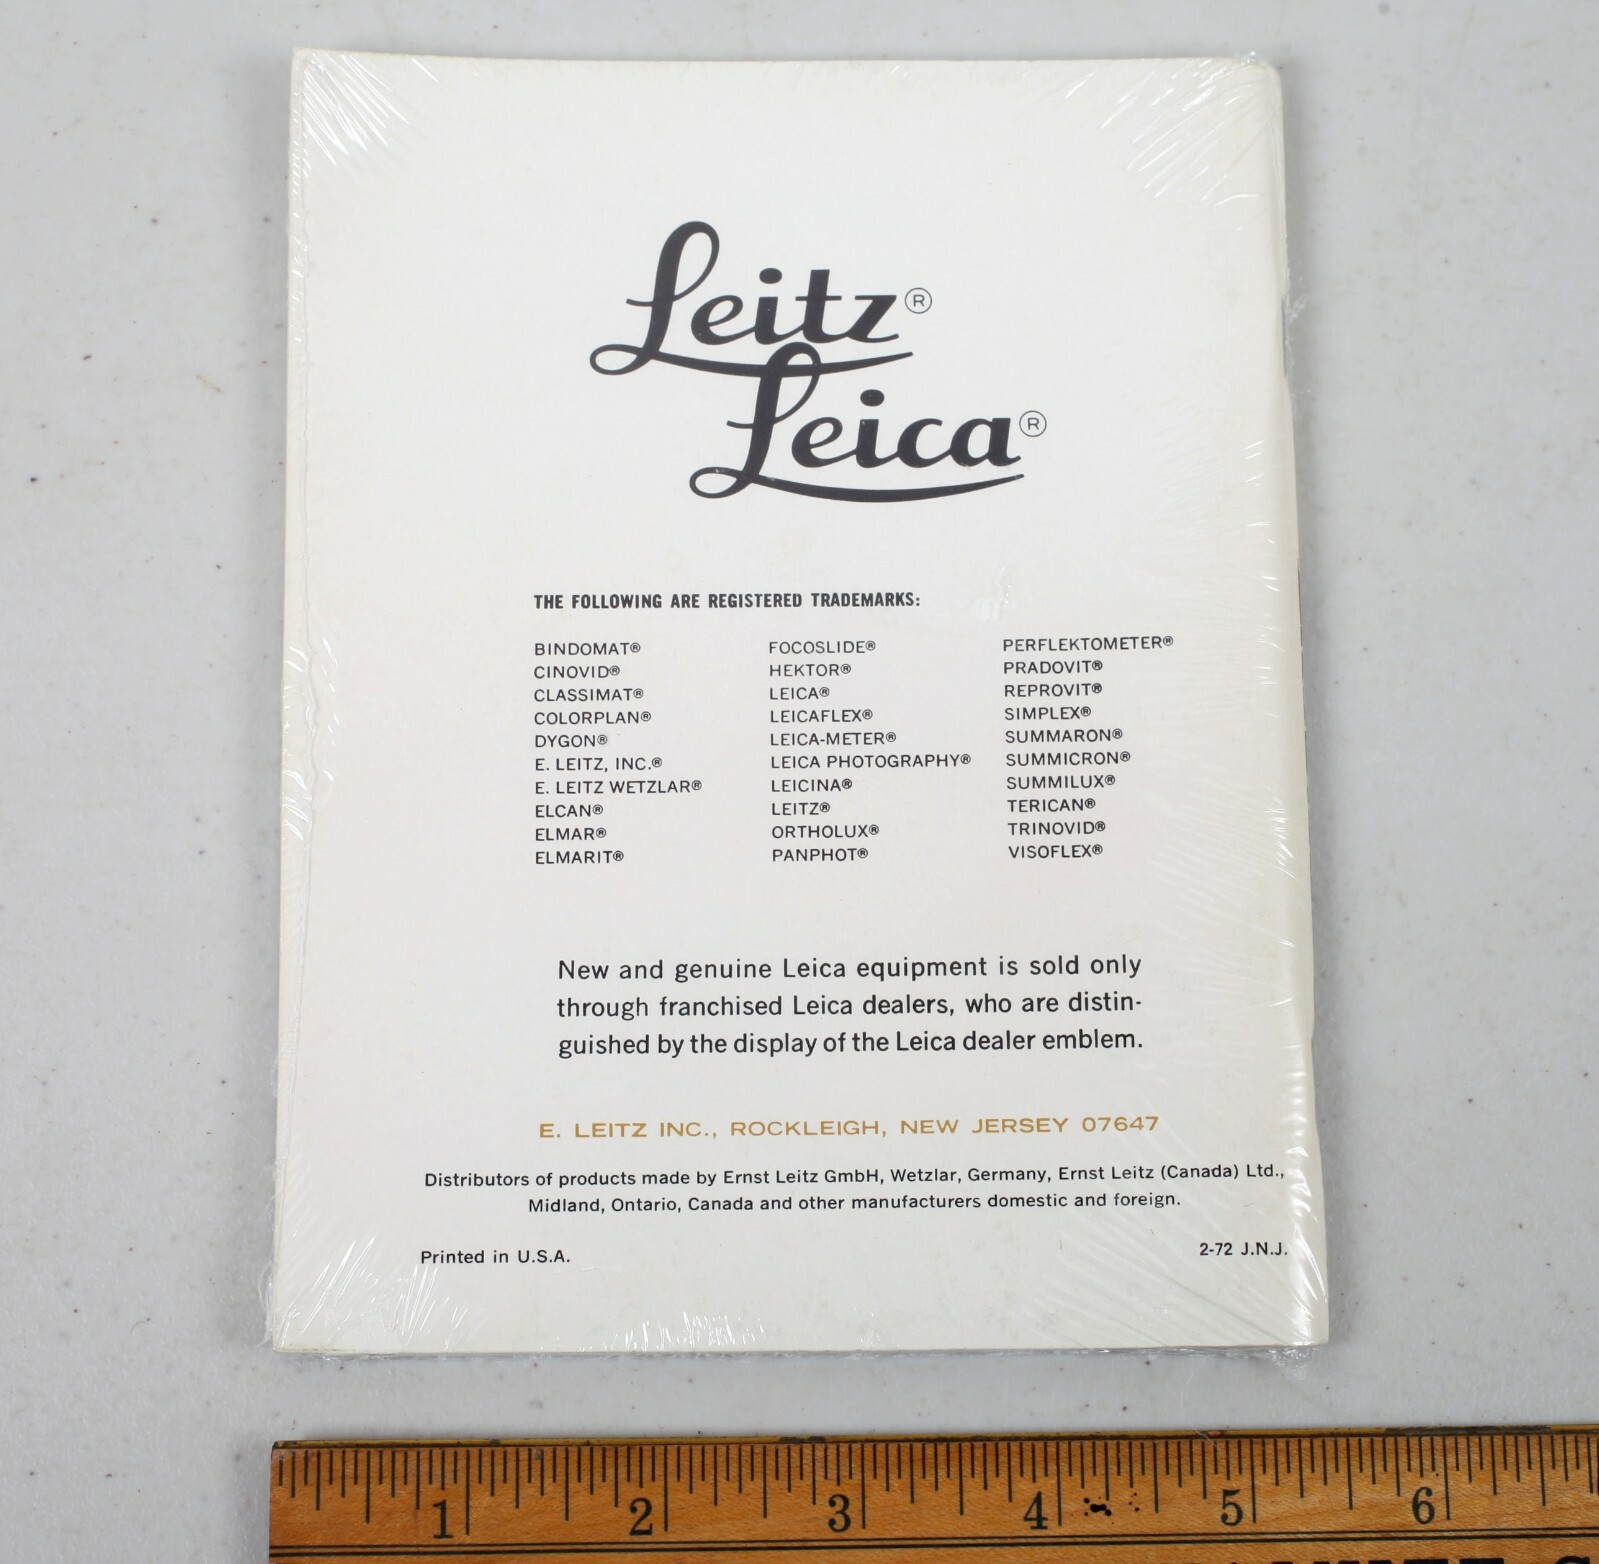 Leitz®
Leica®
THE FOLLOWING ARE REGISTERED TRADEMARKS:
BINDOMAT®
CINOVID®
CLASSIMAT®
COLORPLAN®
DYGON®
E. LEITZ, INC.®
E. LEITZ WETZLAR®
ELCAN®
ELMAR®
ELMARIT®
FOCOSLIDE®
HEKTOR®
LEICA®
LEICAFLEX®
LEICA-METER®
LEICA PHOTOGRAPHY®
LEICINA®
LEITZ®
ORTHOLUX®
PANPHOT®
PERFLEKTOMETER®
PRADOVIT®
REPROVIT®
SIMPLEX®
SUMMARON®
SUMMICRON®
SUMMILUX®
TERICAN®
TRINOVID®
VISOFLEX®
New and genuine Leica equipment is sold only
through franchised Leica dealers, who are distin-
guished by the display of the Leica dealer emblem.
E. LEITZ INC., ROCKLEIGH, NEW JERSEY 07647
Distributors of products made by Ernst Leitz GmbH, Wetzlar, Germany, Ernst Leitz (Canada) Ltd.,
Midland, Ontario, Canada and other manufacturers domestic and foreign.
Printed in U.S.A.
2-72 J.N.J.
1 2 3 4 5 6